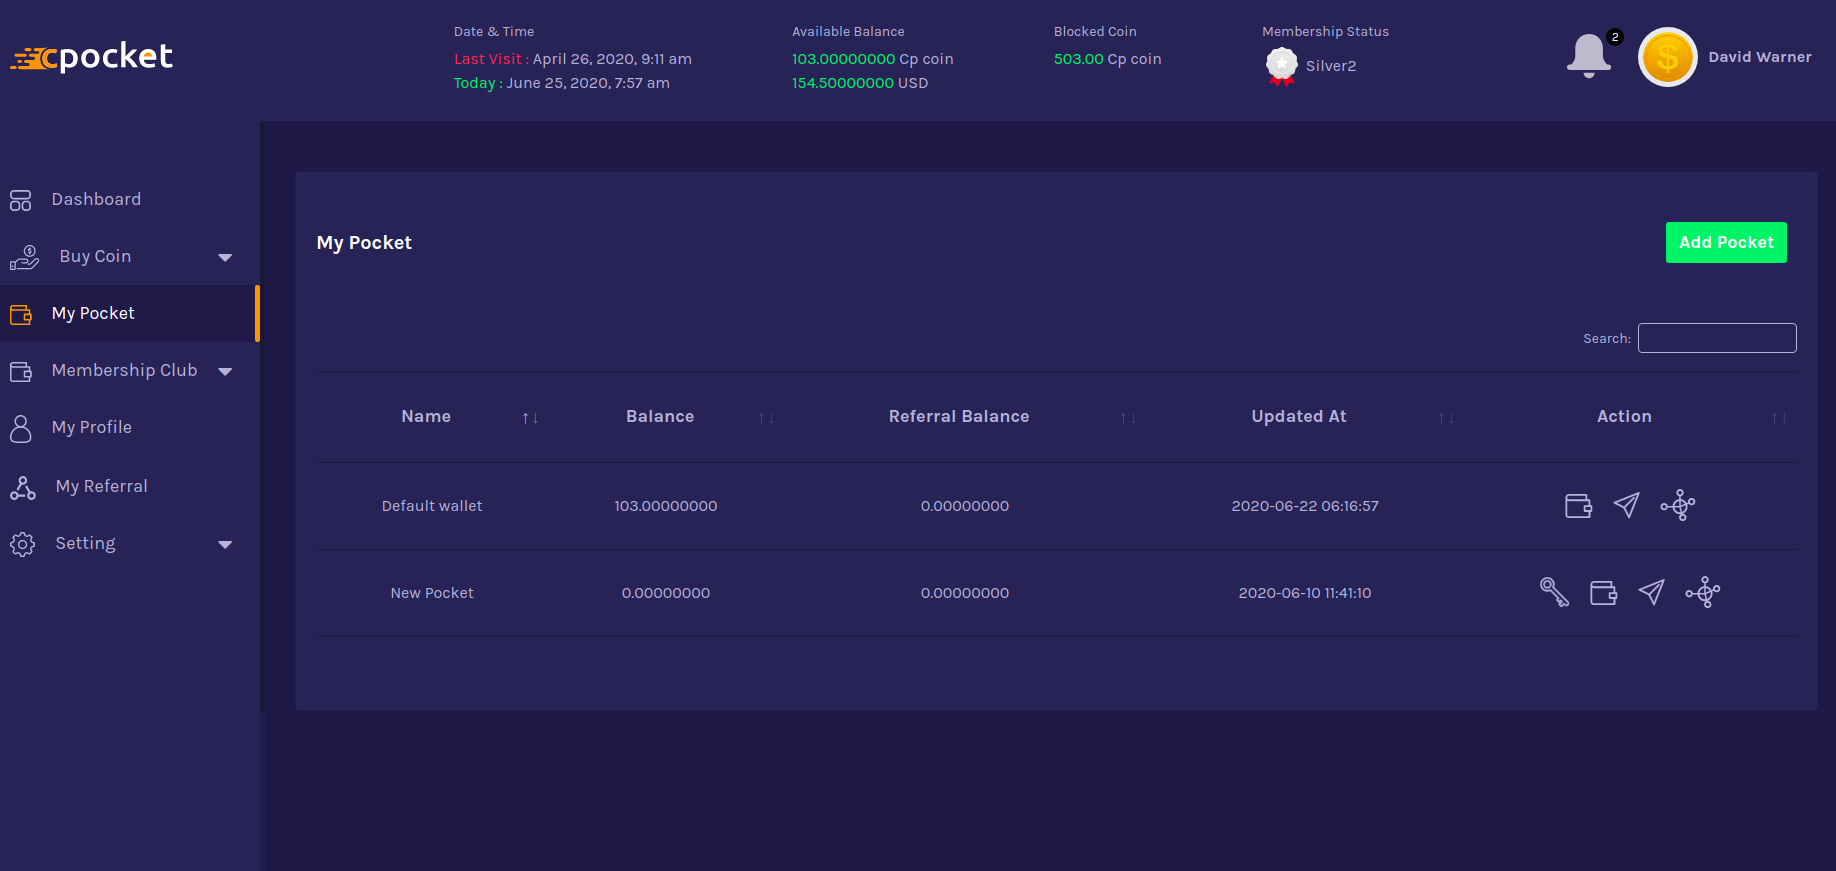 cpocket
Date & Time
Last Visit : April 26, 2020, 9:11 am
Today : June 25, 2020, 7:57 am
Available Balance
103.00000000 Cp coin
154.50000000 USD
Blocked Coin
503.00 Cp coin
Membership Status
Silver2
2
$
David Warner
Dashboard
Buy Coin
My Pocket
Membership Club
My Profile
My Referral
Setting
My Pocket
Add Pocket
Search:
Name Balance Referral Balance Updated At Action
Default wallet 103.00000000 0.00000000 2020-06-22 06:16:57
New Pocket 0.00000000 0.00000000 2020-06-10 11:41:10